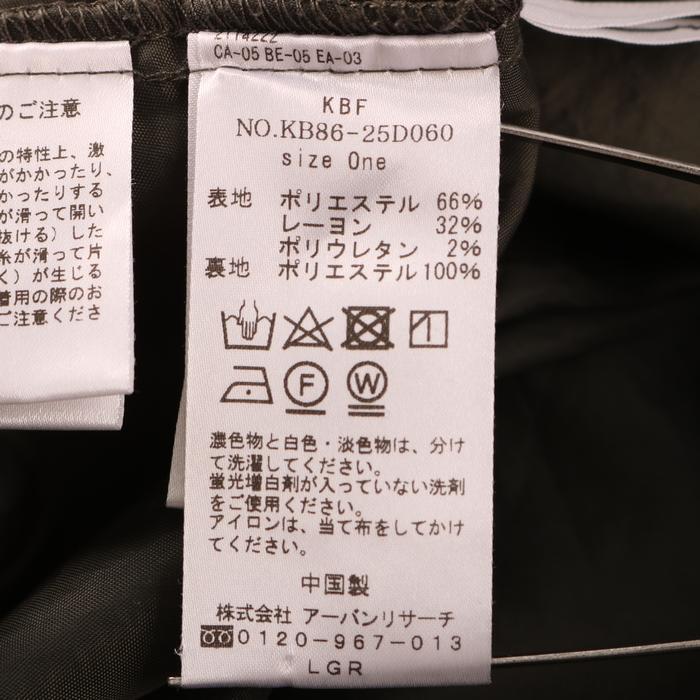 のご注意
の特性上、激
がかかったり、
かったりする
が滑って開い
抜ける）した
糸が滑って片
く）が生じる
着用の際のお
ご注意くださ
2114222
CA-05 BE-05 EA-03
KBF
NO.KB86-25D060
size One
表地 ポリエステル 66%
レーヨン 32%
ポリウレタン 2%
裏地 ポリエステル 100%
F W
濃色物と白色・淡色物は、分け
て洗濯してください。
蛍光増白剤が入っていない洗剤
をご使用ください。
アイロンは、当て布をしてかけ
てください。
中国製
株式会社 アーバンリサーチ
0120-967-013
LGR